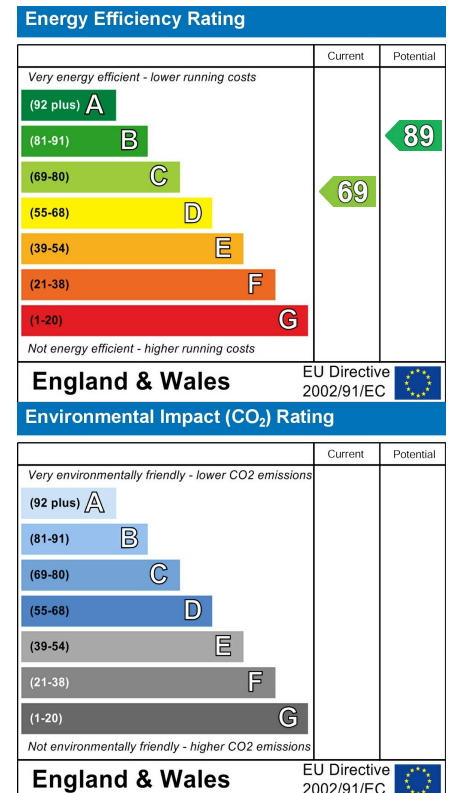 Energy Efficiency Rating
Current Potential
Very energy efficient - lower running costs
(92 plus) A
(81-91) B
(69-80) C
(55-68) D
(39-54) E
(21-38) F
(1-20) G
89
69
Not energy efficient - higher running costs
England & Wales
EU Directive
2002/91/EC
Environmental Impact (CO₂) Rating
Current Potential
Very environmentally friendly - lower CO2 emissions
(92 plus) A
(81-91) B
(69-80) C
(55-68) D
(39-54) E
(21-38) F
(1-20) G
Not environmentally friendly - higher CO2 emissions
England & Wales
EU Directive
2002/91/EC